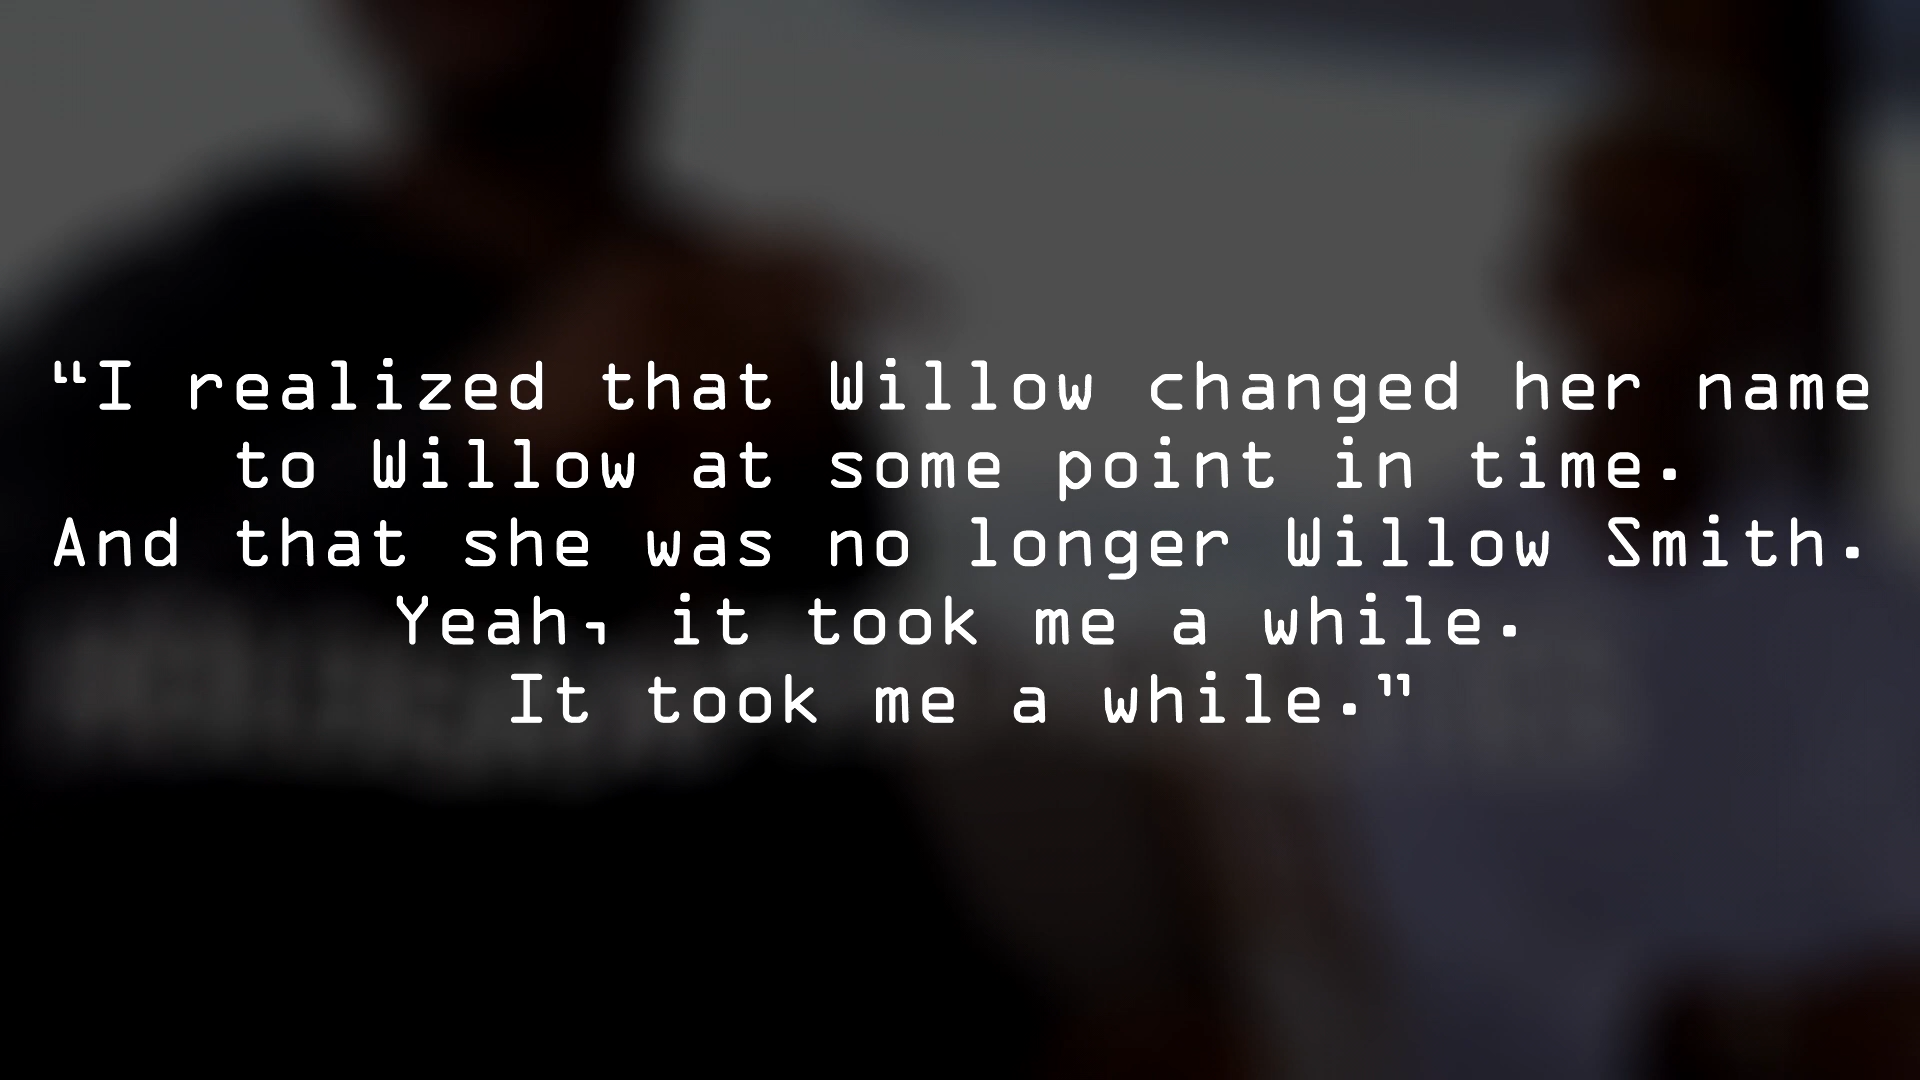 “I realized that Willow changed her name
to Willow at some point in time.
And that she was no longer Willow Smith.
Yeah, it took me a while.
It took me a while.”